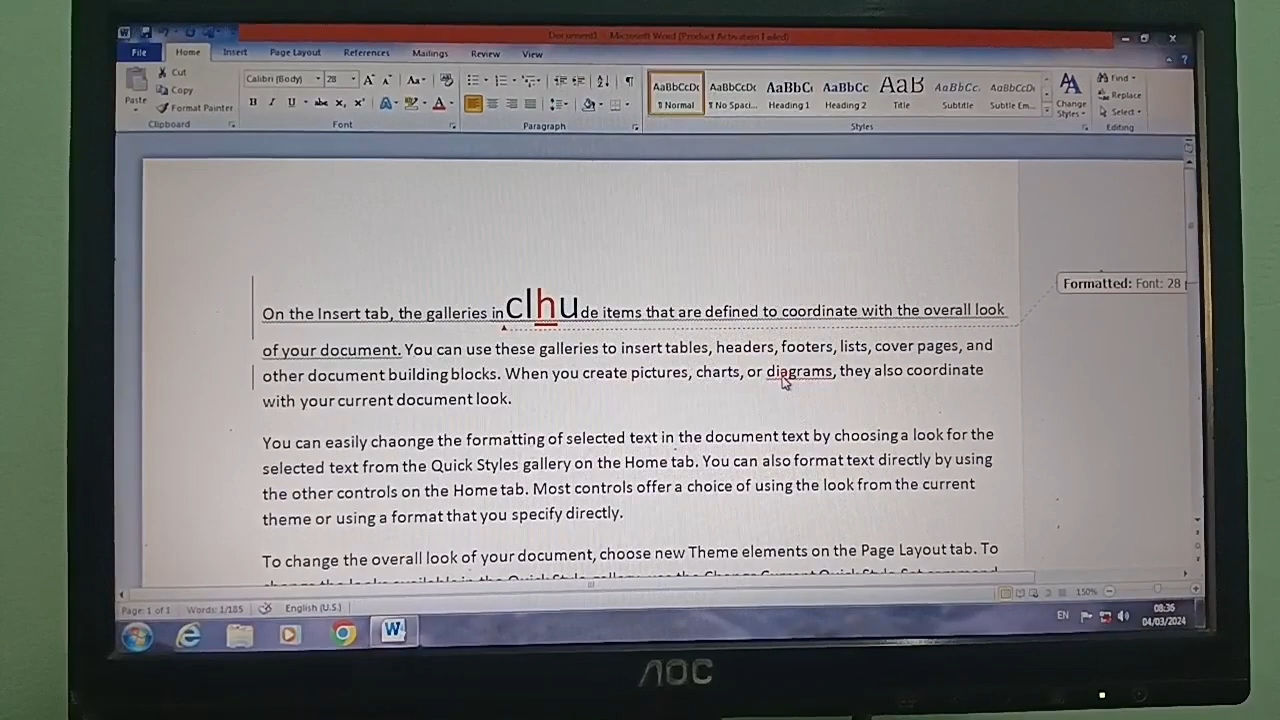 Document1 - Microsoft Word (Product Activation Failed)
File Home Insert Page Layout References Mailings Review View
Cut
Copy
Format Painter
Paste
Clipboard
Calibri (Body) 28
Font
Paragraph
AaBbCcDc AaBbCcDc AaBbC AaBbCc AaB AaBbCc. AaBbCcDc
Normal No Spaci... Heading 1 Heading 2 Title Subtitle Subtle Em...
Change Styles
Styles
Find
Replace
Select
Editing
Formatted: Font: 28
On the Insert tab, the galleries inclhude items that are defined to coordinate with the overall look
of your document. You can use these galleries to insert tables, headers, footers, lists, cover pages, and
other document building blocks. When you create pictures, charts, or diagrams, they also coordinate
with your current document look.
You can easily chaonge the formatting of selected text in the document text by choosing a look for the
selected text from the Quick Styles gallery on the Home tab. You can also format text directly by using
the other controls on the Home tab. Most controls offer a choice of using the look from the current
theme or using a format that you specify directly.
To change the overall look of your document, choose new Theme elements on the Page Layout tab. To
Page: 1 of 1 Words: 1/185 English (U.S.) 150%
EN 08:36
04/03/2024
AOC